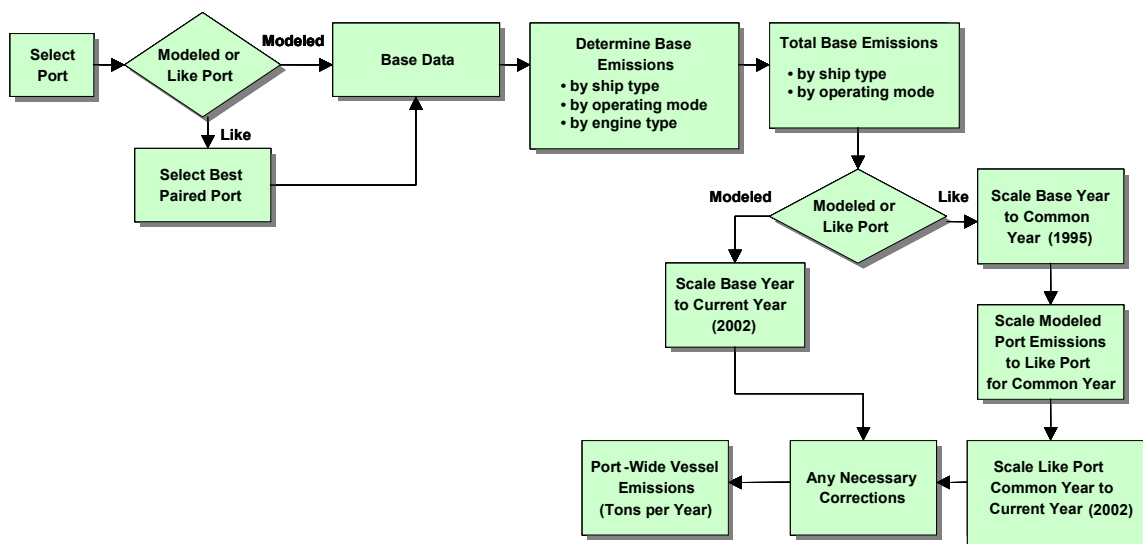 Select
Port
Modeled or
Like Port
Modeled
Like
Select Best
Paired Port
Base Data
Determine Base
Emissions
• by ship type
• by operating mode
• by engine type
Total Base Emissions
• by ship type
• by operating mode
Modeled or
Like Port
Modeled
Like
Scale Base Year
to Current Year
(2002)
Scale Base Year
to Common
Year (1995)
Scale Modeled
Port Emissions
to Like Port
for Common Year
Scale Like Port
Common Year to
Current Year (2002)
Any Necessary
Corrections
Port -Wide Vessel
Emissions
(Tons per Year)